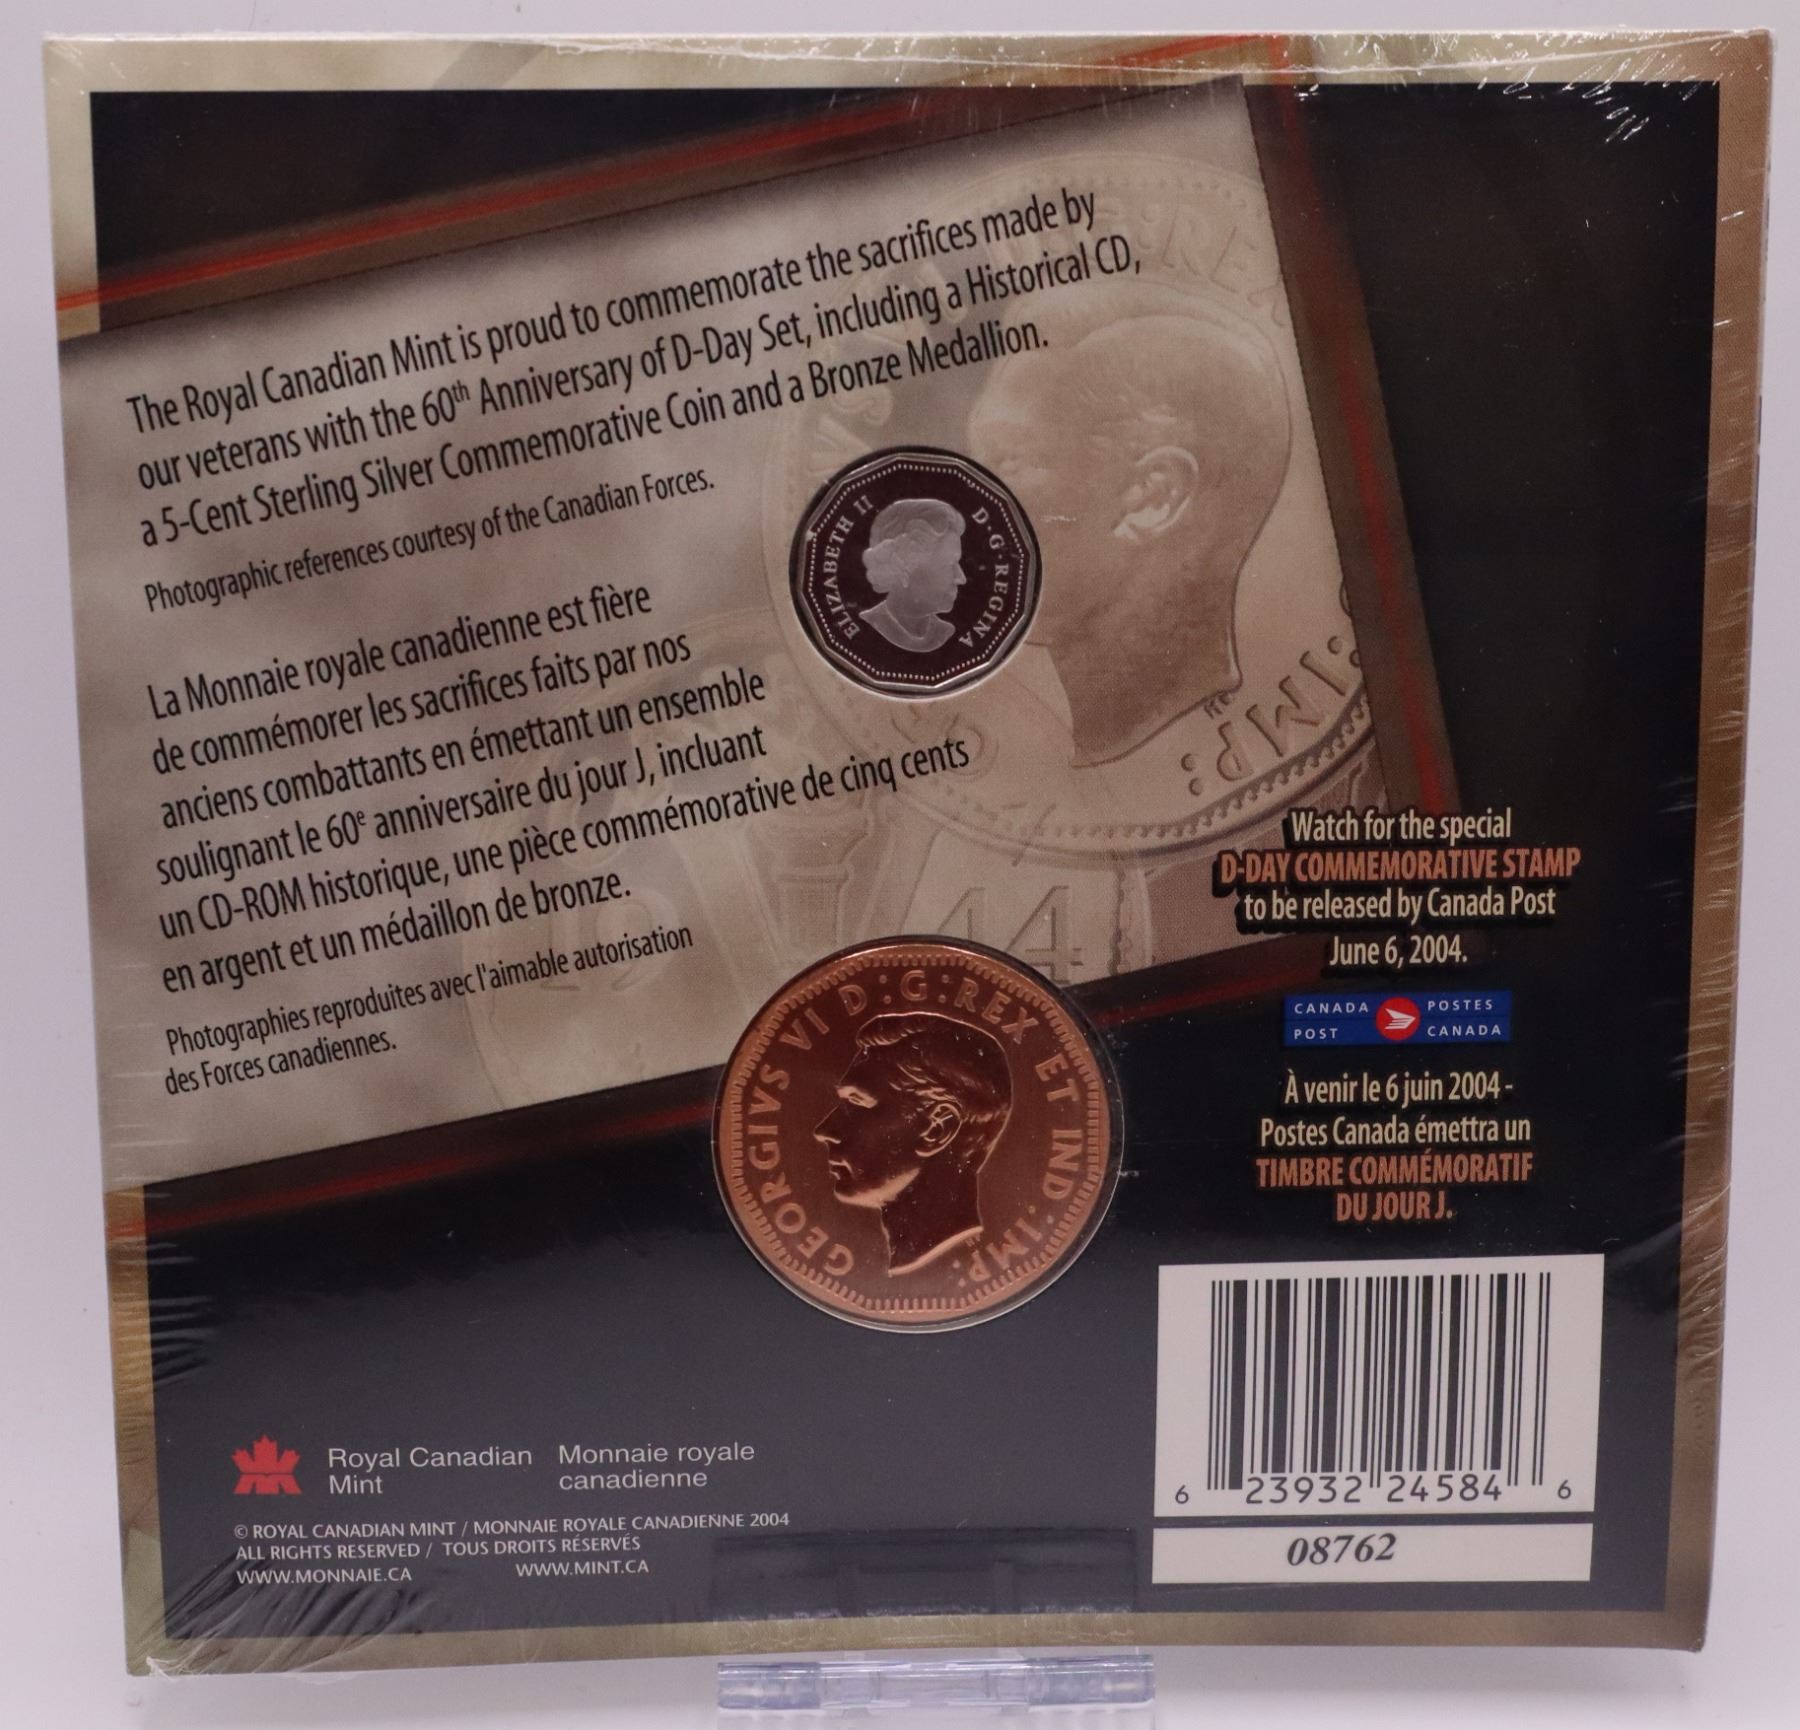 The Royal Canadian Mint is proud to commemorate the sacrifices made by
our veterans with the 60th Anniversary of D-Day Set, including a Historical CD,
a 5-Cent Sterling Silver Commemorative Coin and a Bronze Medallion.
Photographic references courtesy of the Canadian Forces.
La Monnaie royale canadienne est fière
de commémorer les sacrifices faits par nos
anciens combattants en émettant un ensemble
soulignant le 60e anniversaire du jour J, incluant
un CD-ROM historique, une pièce commémorative de cinq cents
en argent et un médaillon de bronze.
Photographies reproduites avec l'aimable autorisation
des Forces canadiennes.
ELIZABETH II D·G·REGINA
GEORGIVS VI D:G:REX ET IND·IMP:
Watch for the special
D-DAY COMMEMORATIVE STAMP
to be released by Canada Post
June 6, 2004.
CANADA POSTES
POST CANADA
À venir le 6 juin 2004 -
Postes Canada émettra un
TIMBRE COMMÉMORATIF
DU JOUR J.
6 23932 24584 6
08762
Royal Canadian Monnaie royale
Mint canadienne
© ROYAL CANADIAN MINT / MONNAIE ROYALE CANADIENNE 2004
ALL RIGHTS RESERVED / TOUS DROITS RÉSERVÉS
WWW.MONNAIE.CA WWW.MINT.CA